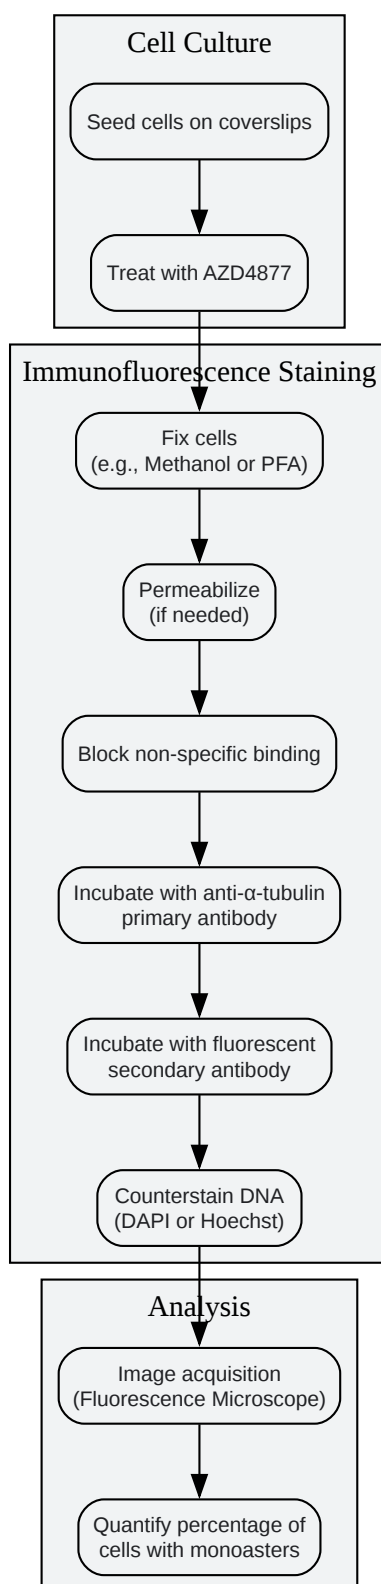 Cell Culture
Seed cells on coverslips
Treat with AZD4877
Immunofluorescence Staining
Fix cells
(e.g., Methanol or PFA)
Permeabilize
(if needed)
Block non-specific binding
Incubate with anti-α-tubulin
primary antibody
Incubate with fluorescent
secondary antibody
Counterstain DNA
(DAPI or Hoechst)
Analysis
Image acquisition
(Fluorescence Microscope)
Quantify percentage of
cells with monoasters